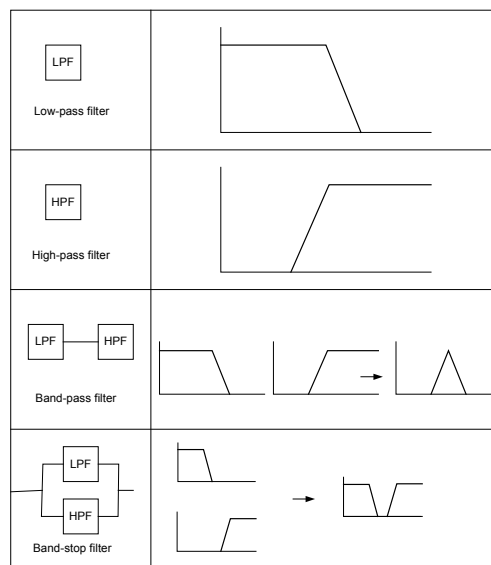 LPF
Low-pass filter
HPF
High-pass filter
LPF HPF
Band-pass filter
LPF
HPF
Band-stop filter